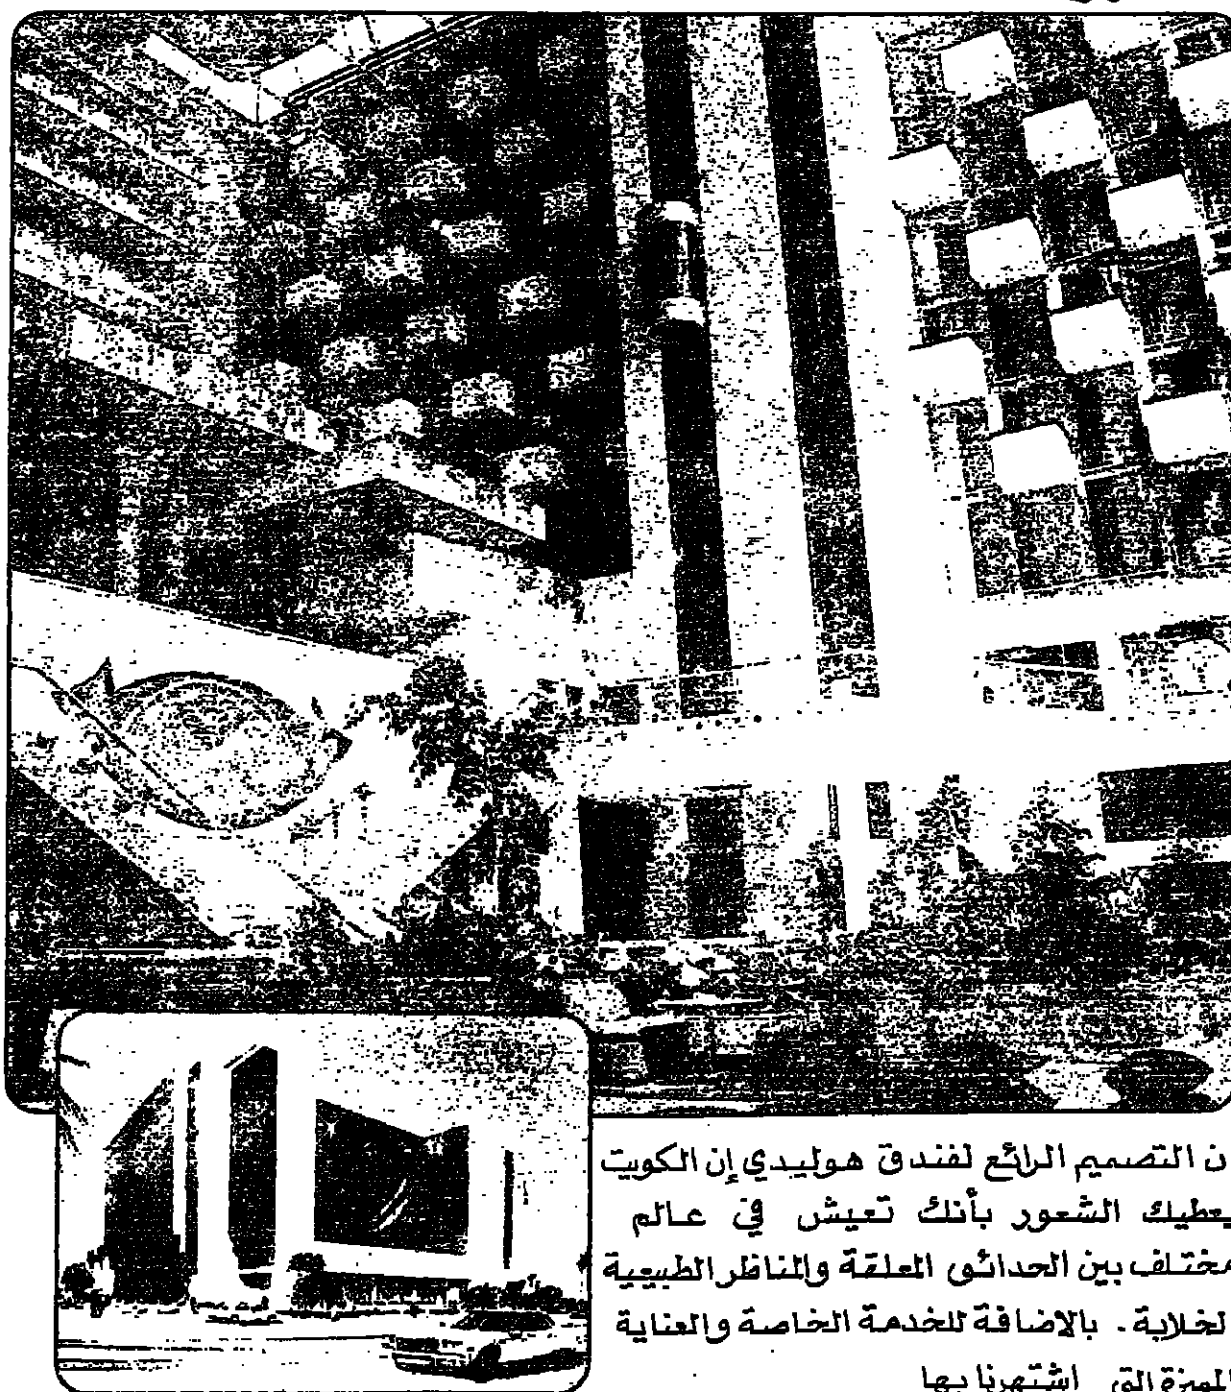 ن التصميم الرائع لفندق هوليدي إن الكويت
يعطيك الشعور بأنك تعيش في عالم
مختلف بين الحدائق المعلقة والمناظر الطبيعية
لخلابة. بالاضافة للخدمة الخاصة والعناية
لميزة التي اشتهرنا بها